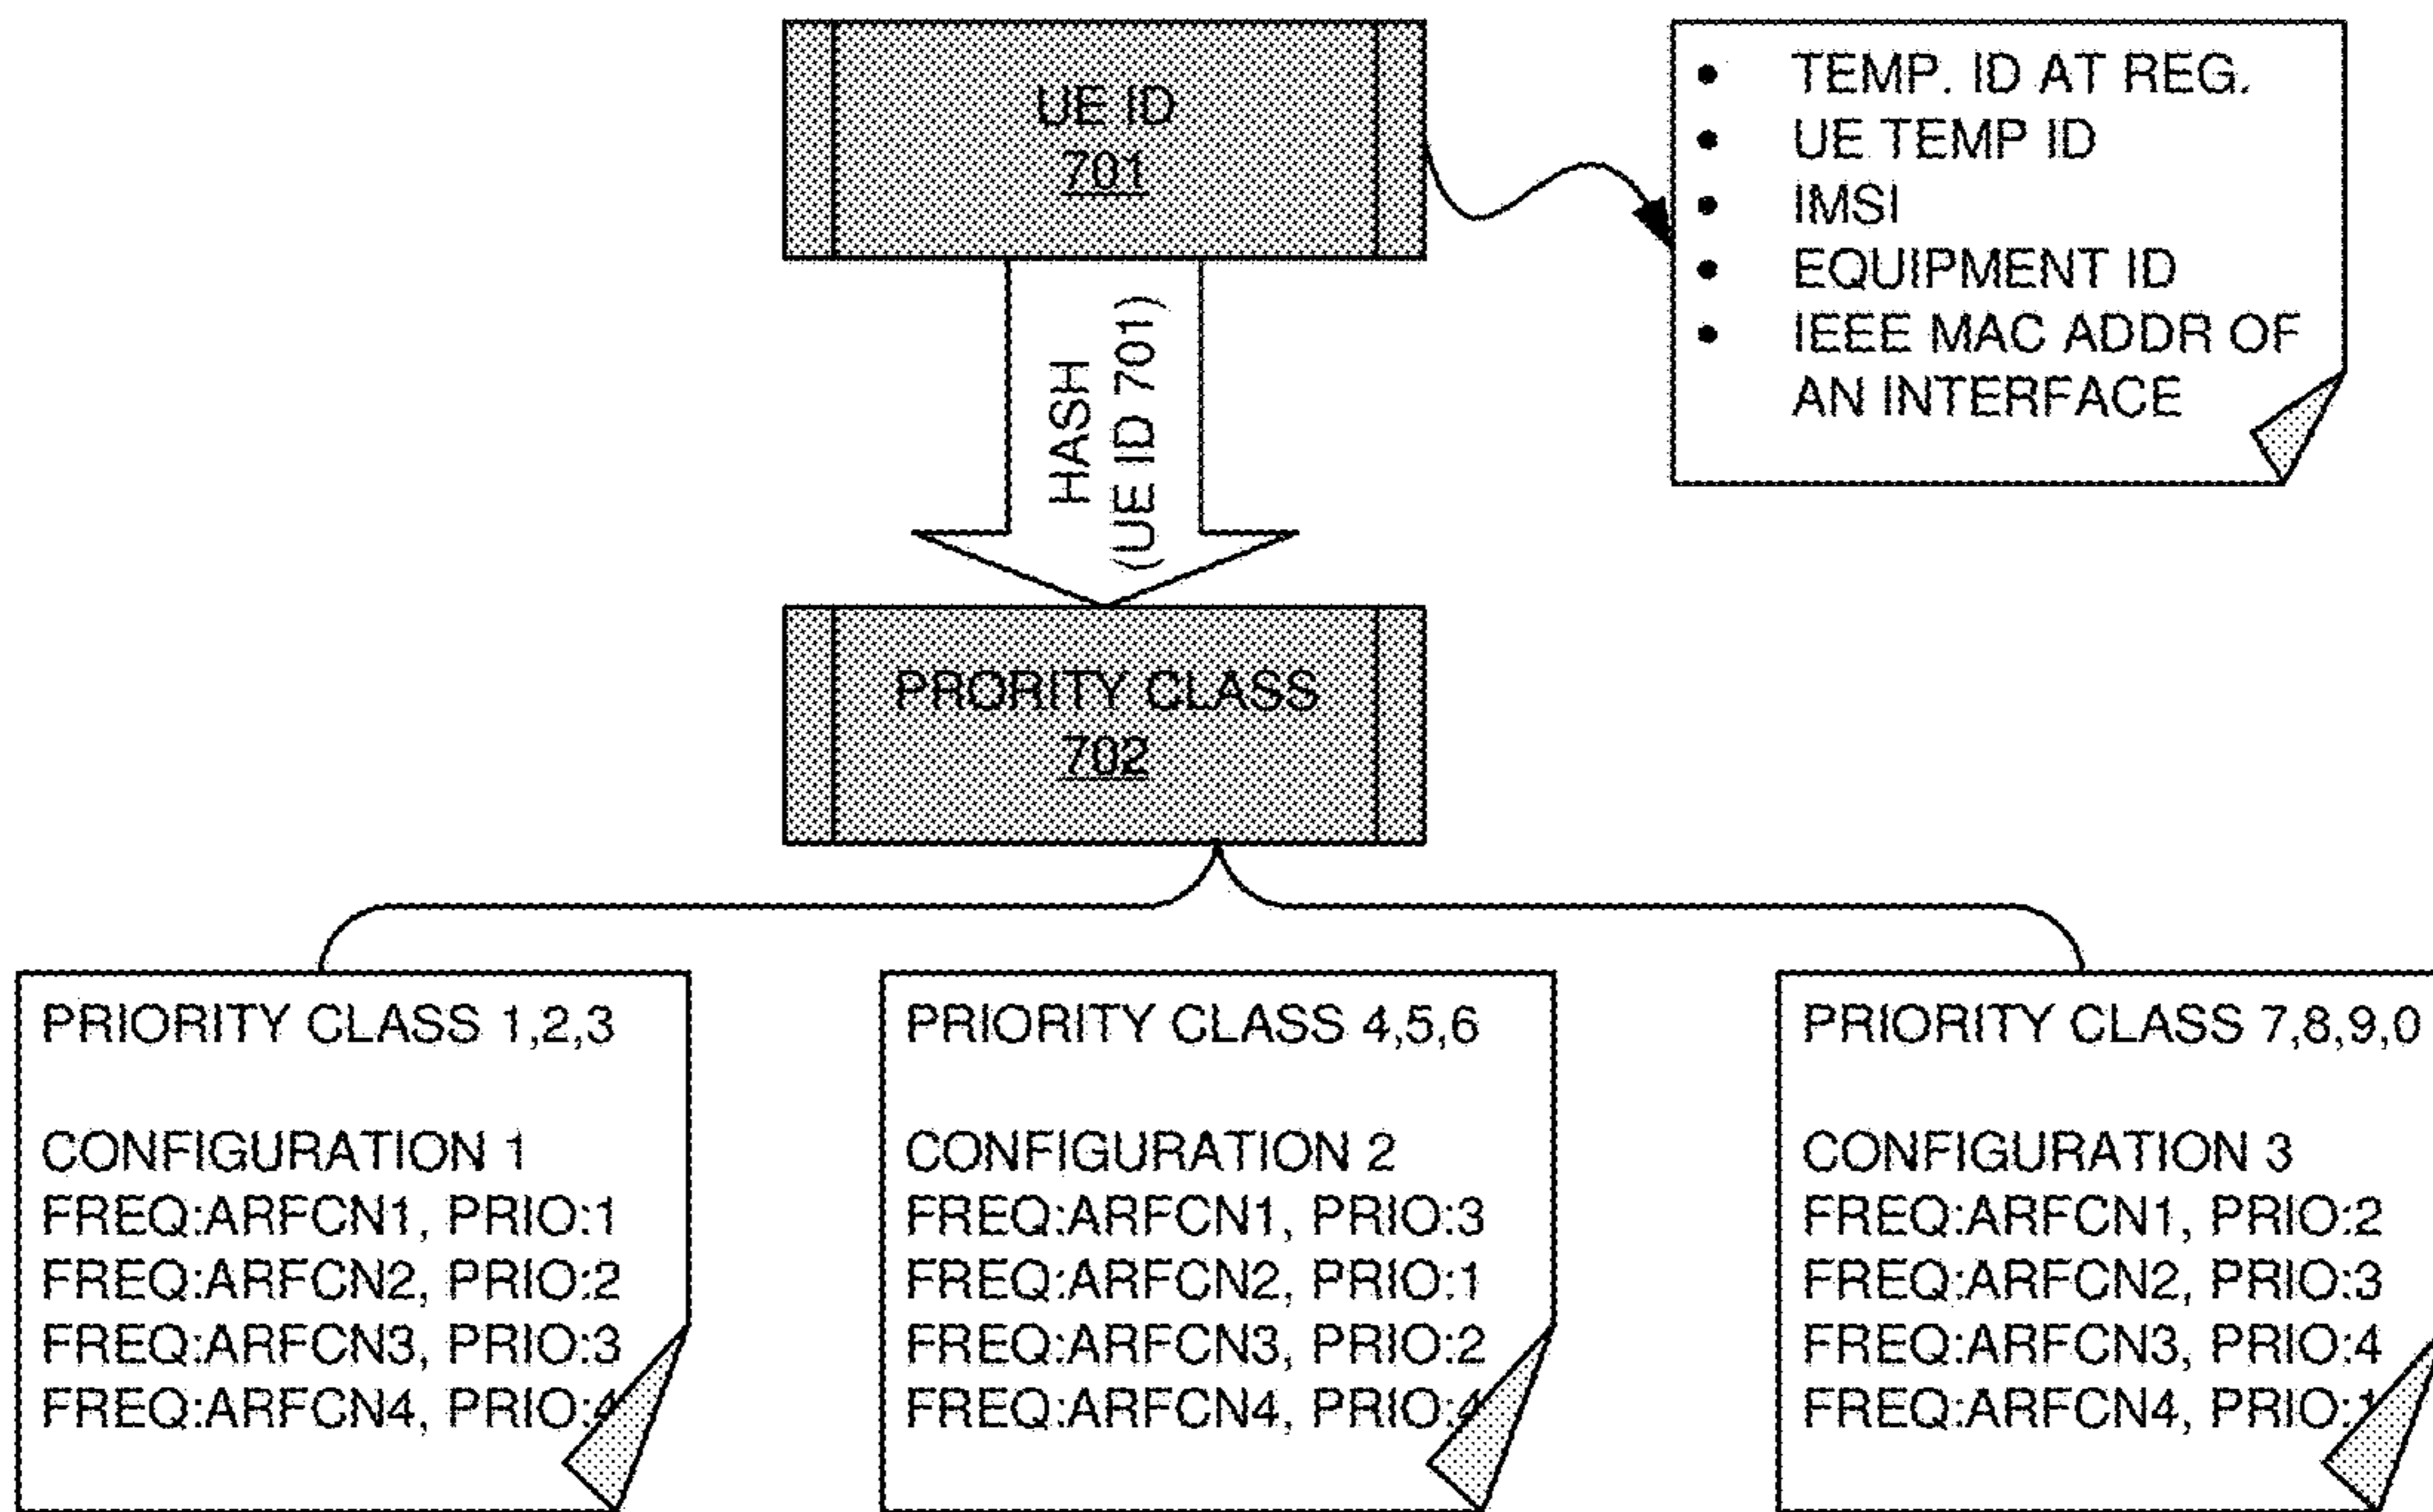 UE ID
701
• TEMP. ID AT REG.
• UE TEMP ID
• IMSI
• EQUIPMENT ID
• IEEE MAC ADDR OF
AN INTERFACE
HASH
(UE ID 701)
PRORITY CLASS
702
PRIORITY CLASS 1,2,3
CONFIGURATION 1
FREQ:ARFCN1, PRIO:1
FREQ:ARFCN2, PRIO:2
FREQ:ARFCN3, PRIO:3
FREQ:ARFCN4, PRIO:4
PRIORITY CLASS 4,5,6
CONFIGURATION 2
FREQ:ARFCN1, PRIO:3
FREQ:ARFCN2, PRIO:1
FREQ:ARFCN3, PRIO:2
FREQ:ARFCN4, PRIO:4
PRIORITY CLASS 7,8,9,0
CONFIGURATION 3
FREQ:ARFCN1, PRIO:2
FREQ:ARFCN2, PRIO:3
FREQ:ARFCN3, PRIO:4
FREQ:ARFCN4, PRIO:1